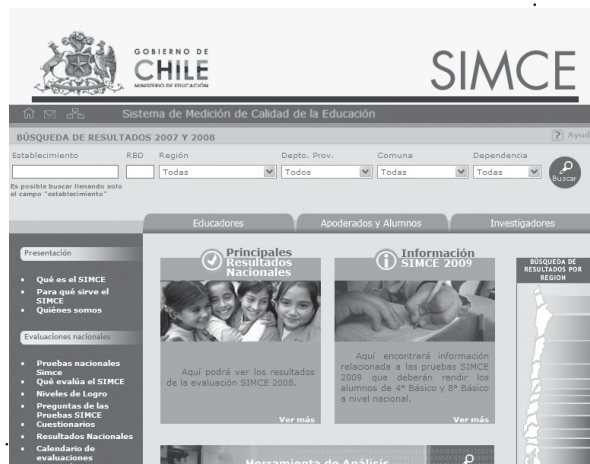 GOBIERNO DE
CHILE
MINISTERIO DE EDUCACIÓN
SIMCE
Sistema de Medición de Calidad de la Educación
BÚSQUEDA DE RESULTADOS 2007 Y 2008
? Ayud
Establecimiento RBD Región Depto. Prov. Comuna Dependencia
Todas Todos Todas Todas
Buscar
Es posible buscar llenando solo
el campo "establecimiento"
Educadores Apoderados y Alumnos Investigadores
Presentación
• Qué es el SIMCE
• Para qué sirve el
SIMCE
• Quiénes somos
Evaluaciones nacionales
• Pruebas nacionales
Simce
• Qué evalúa el SIMCE
• Niveles de Logro
• Preguntas de las
Pruebas SIMCE
• Cuestionarios
• Resultados Nacionales
• Calendario de
evaluaciones
Principales
Resultados
Nacionales
Aquí podrá ver los resultados
de la evaluación SIMCE 2008.
Ver más
Información
SIMCE 2009
Aquí encontrará información
relacionada a las pruebas SIMCE
2009 que deberán rendir los
alumnos de 4° Básico y 8° Básico
a nivel nacional.
Ver más
BÚSQUEDA DE
RESULTADOS POR
REGION
Herramienta de Análisis